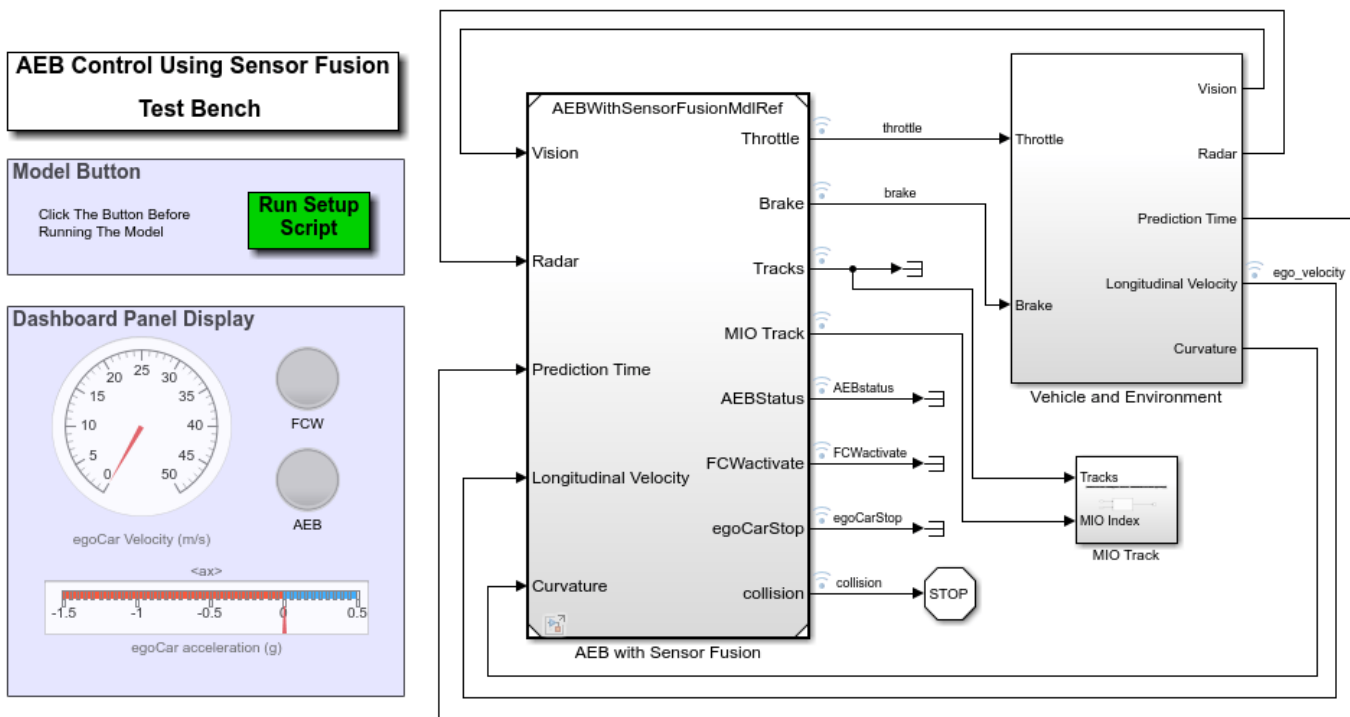 AEB Control Using Sensor Fusion
Test Bench
Model Button
Click The Button Before
Running The Model
Run Setup
Script
Dashboard Panel Display
0
5
10
15
20
25
30
35
40
45
50
egoCar Velocity (m/s)
FCW
AEB
<ax>
-1.5
-1
-0.5
0
0.5
egoCar acceleration (g)
AEBWithSensorFusionMdlRef
Vision
Radar
Prediction Time
Longitudinal Velocity
Curvature
Throttle
Brake
Tracks
MIO Track
AEBStatus
FCWactivate
egoCarStop
collision
AEB with Sensor Fusion
throttle
brake
AEBstatus
FCWactivate
egoCarStop
collision
STOP
Throttle
Brake
Vision
Radar
Prediction Time
Longitudinal Velocity
Curvature
Vehicle and Environment
ego_velocity
Tracks
MIO Index
MIO Track